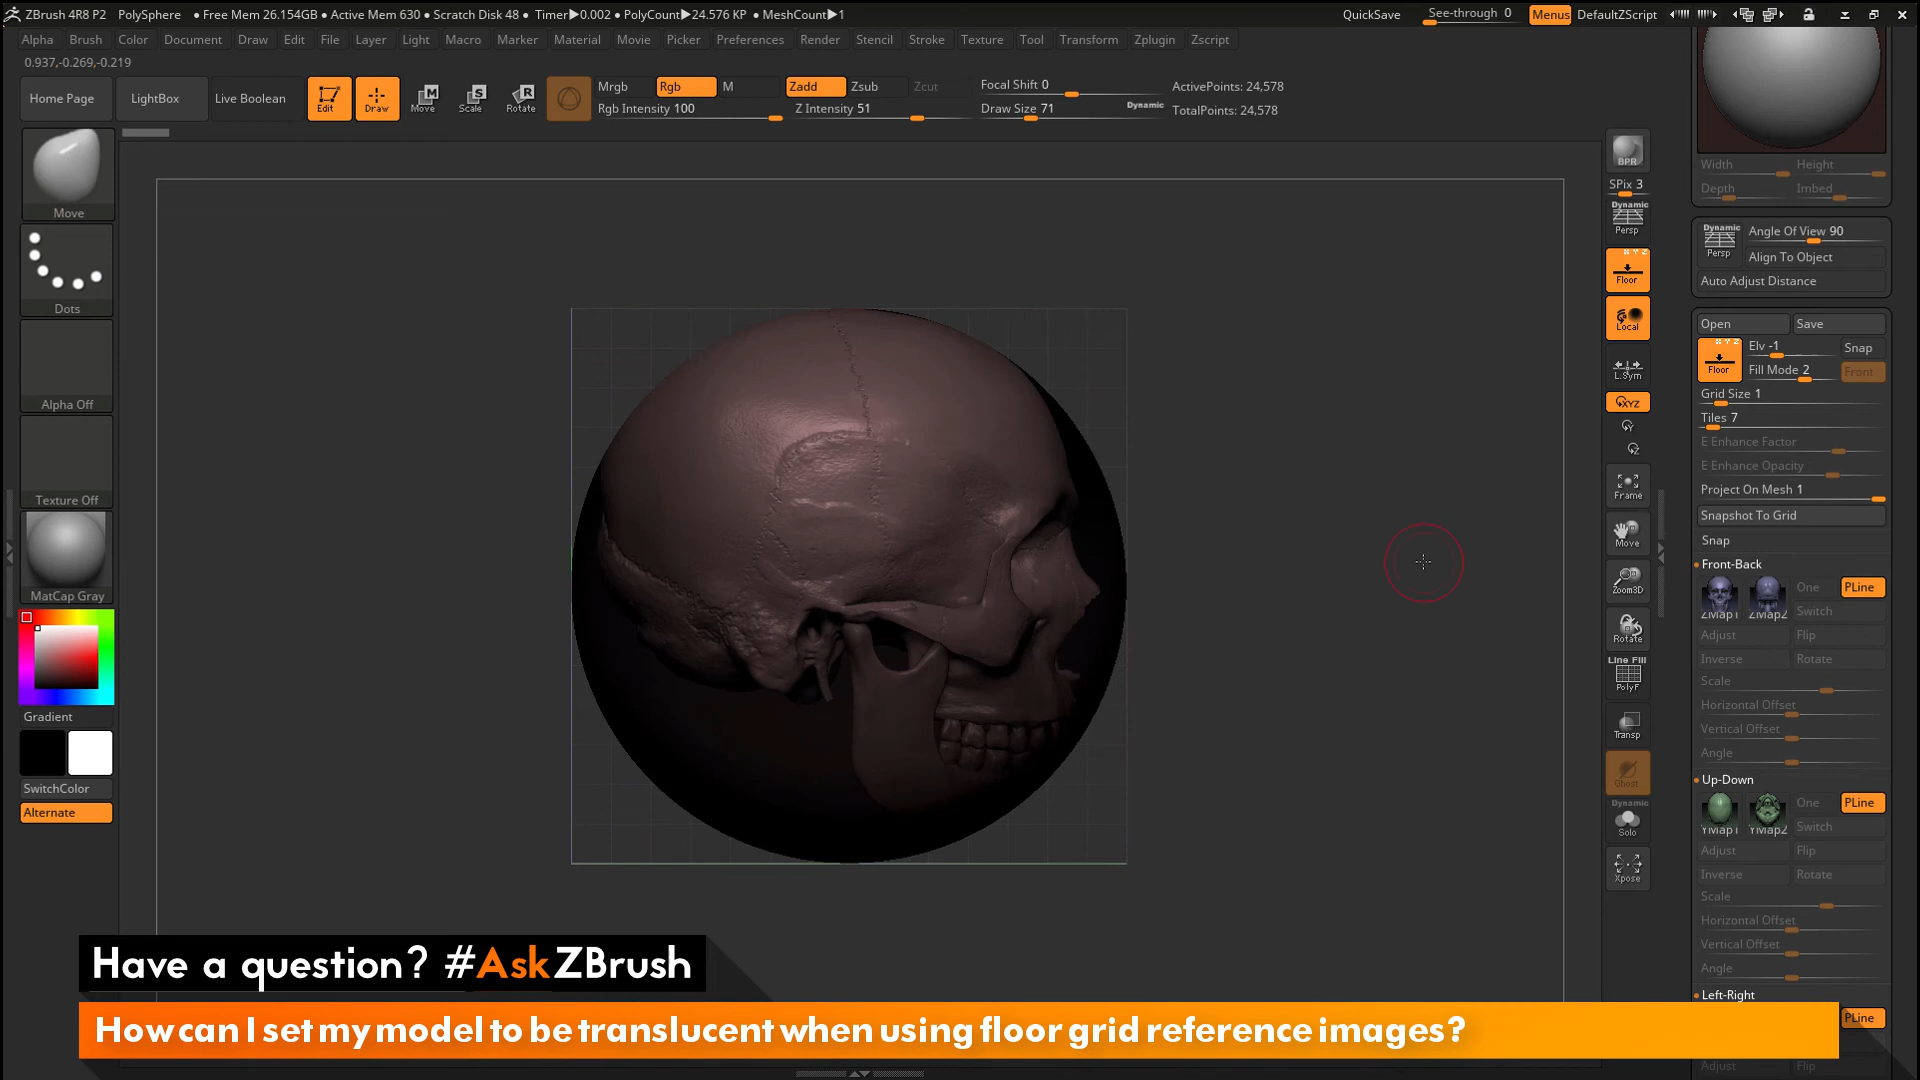 ZBrush 4R8 P2 PolySphere • Free Mem 26.154GB • Active Mem 630 • Scratch Disk 48 • Timer▶0.002 • PolyCount▶24.576 KP • MeshCount▶1 QuickSave See-through 0 Menus DefaultZScript
Alpha Brush Color Document Draw Edit File Layer Light Macro Marker Material Movie Picker Preferences Render Stencil Stroke Texture Tool Transform Zplugin Zscript
0.937,-0.269,-0.219
Home Page LightBox Live Boolean Edit Draw Move Scale Rotate
Mrgb Rgb M Zadd Zsub Zcut Focal Shift 0 ActivePoints: 24,578
Rgb Intensity 100 Z Intensity 51 Draw Size 71 Dynamic TotalPoints: 24,578
Move
Dots
Alpha Off
Texture Off
MatCap Gray
Gradient
SwitchColor
Alternate
BPR
SPix 3
Dynamic
Persp
X Y Z
Floor
Local
L.Sym
XYZ
Y
Z
Frame
Move
Zoom3D
Rotate
Line Fill
PolyF
Transp
Ghost
Dynamic
Solo
Xpose
Width Height
Depth Imbed
Dynamic
Persp
Angle Of View 90
Align To Object
Auto Adjust Distance
Open Save
X Y Z
Floor
Elv -1 Snap
Fill Mode 2 Front
Grid Size 1
Tiles 7
E Enhance Factor
E Enhance Opacity
Project On Mesh 1
Snapshot To Grid
Snap
Front-Back
ZMap1 ZMap2 One PLine
Switch
Adjust Flip
Inverse Rotate
Scale
Horizontal Offset
Vertical Offset
Angle
Up-Down
YMap1 YMap2 One PLine
Switch
Adjust Flip
Inverse Rotate
Scale
Horizontal Offset
Vertical Offset
Angle
Left-Right
PLine
Adjust Flip
Have a question? #AskZBrush
How can I set my model to be translucent when using floor grid reference images?